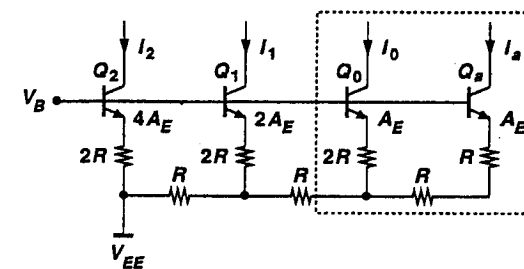 I2 I1 I0 Ia
Q2 Q1 Q0 Qa
VB
4AE 2AE AE AE
2R 2R 2R R
R R R
VEE